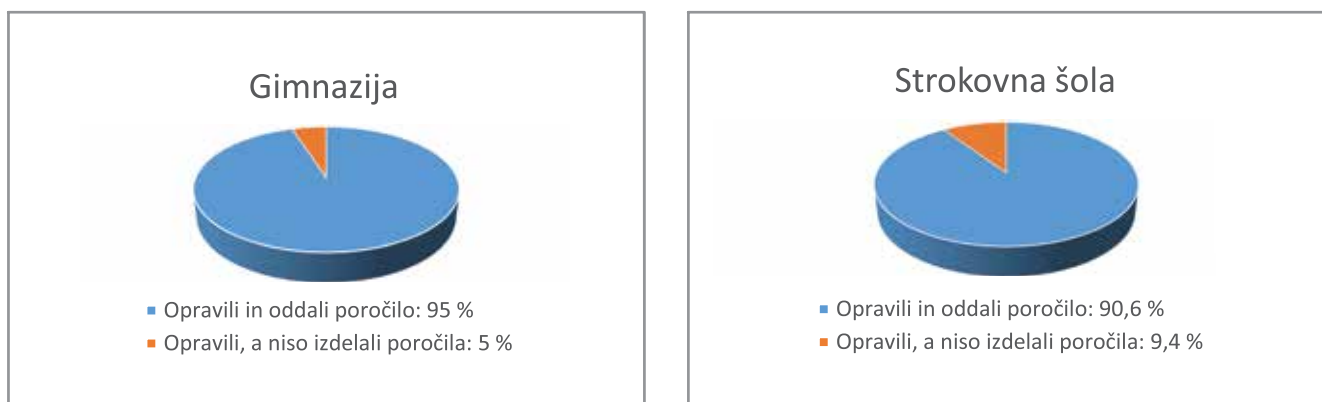 Gimnazija
Opravili in oddali poročilo: 95 %
Opravili, a niso izdelali poročila: 5 %
Strokovna šola
Opravili in oddali poročilo: 90,6 %
Opravili, a niso izdelali poročila: 9,4 %